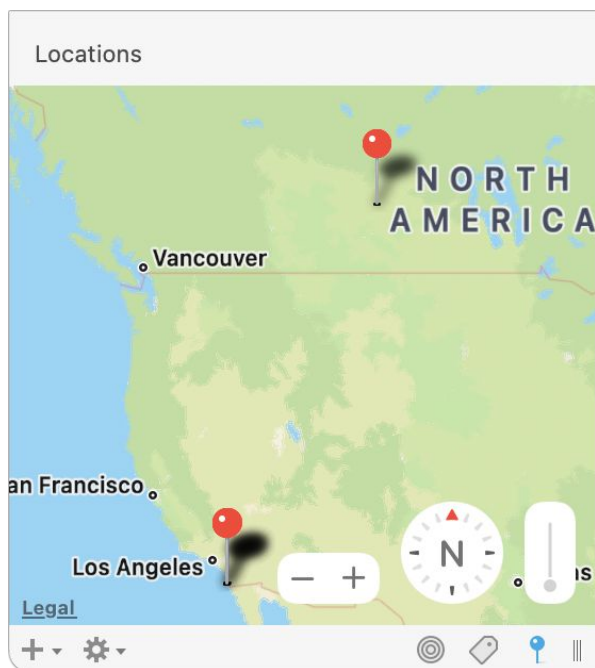 Locations
NORTH
AMERICA
Vancouver
an Francisco
Los Angeles
N
Legal